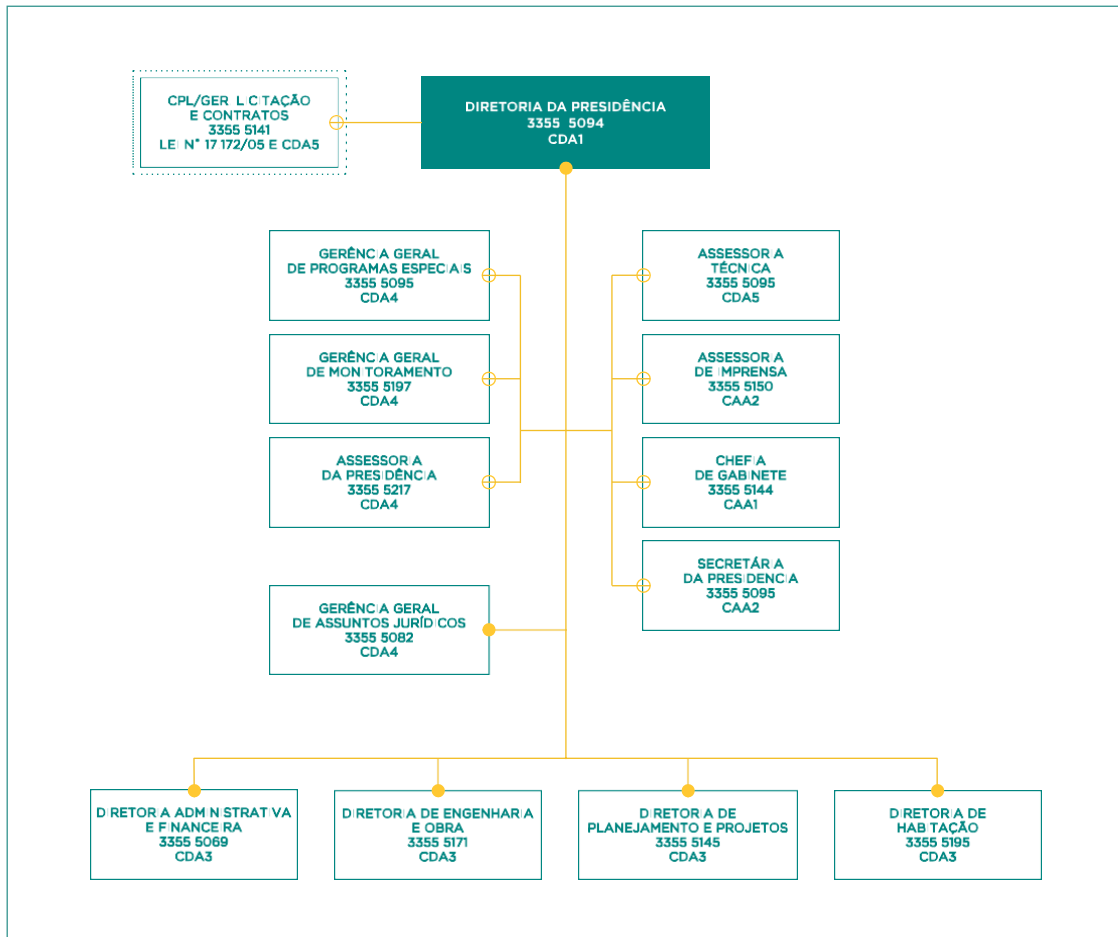 CPL/GER LICITAÇÃO
E CONTRATOS
3355 5141
LEI N° 17 172/05 E CDA5
DIRETORIA DA PRESIDÊNCIA
3355 5094
CDA1
GERÊNCIA GERAL
DE PROGRAMAS ESPECIAIS
3355 5095
CDA4
ASSESSORIA
TÉCNICA
3355 5095
CDA5
GERÊNCIA GERAL
DE MONITORAMENTO
3355 5197
CDA4
ASSESSORIA
DE IMPRENSA
3355 5150
CAA2
ASSESSORIA
DA PRESIDÊNCIA
3355 5217
CDA4
CHEFIA
DE GABINETE
3355 5144
CAA1
SECRETÁRIA
DA PRESIDENCIA
3355 5095
CAA2
GERÊNCIA GERAL
DE ASSUNTOS JURÍDICOS
3355 5082
CDA4
DIRETORIA ADMINISTRATIVA
E FINANCEIRA
3355 5069
CDA3
DIRETORIA DE ENGENHARIA
E OBRA
3355 5171
CDA3
DIRETORIA DE
PLANEJAMENTO E PROJETOS
3355 5145
CDA3
DIRETORIA DE
HABITAÇÃO
3355 5195
CDA3